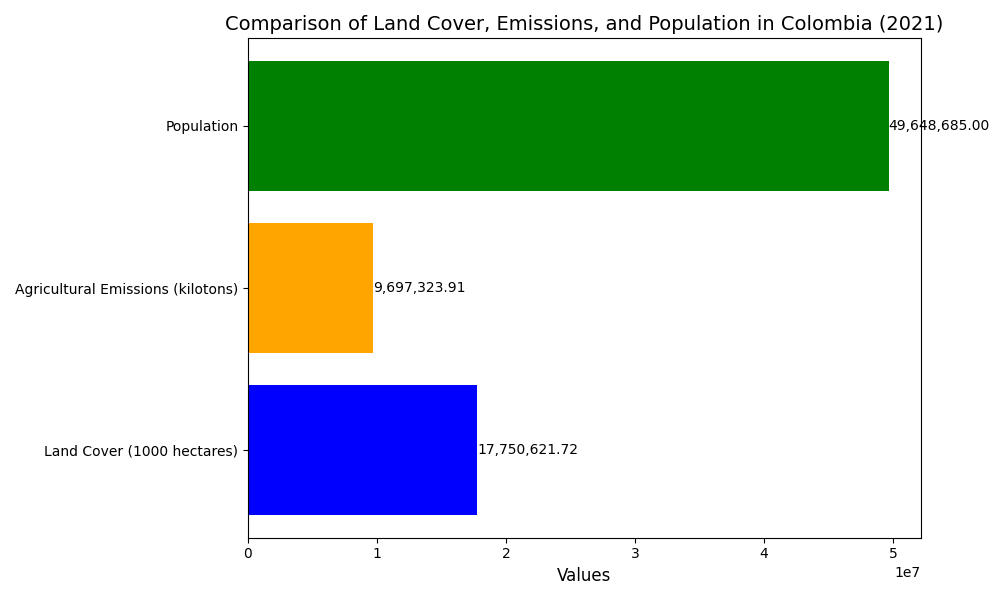 Comparison of Land Cover, Emissions, and Population in Colombia (2021)
Population
49,648,685.00
Agricultural Emissions (kilotons)
9,697,323.91
Land Cover (1000 hectares)
17,750,621.72
0 1 2 3 4 5
1e7
Values